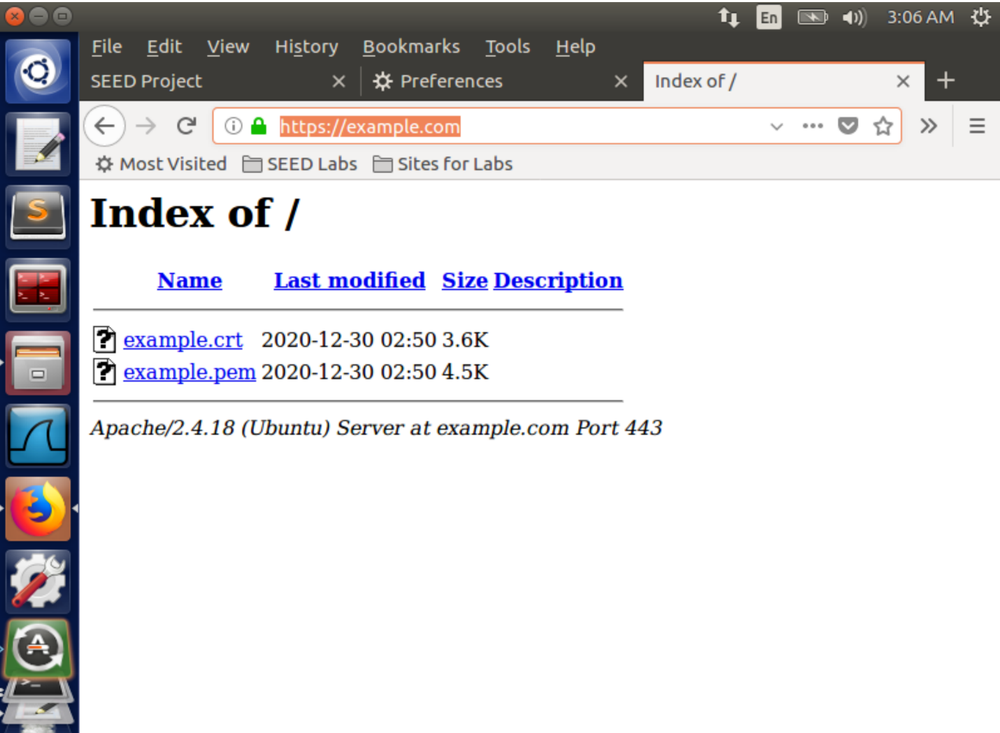 En 3:06 AM
File Edit View History Bookmarks Tools Help
SEED Project Preferences Index of /
https://example.com
Most Visited SEED Labs Sites for Labs
Index of /
Name Last modified Size Description
example.crt 2020-12-30 02:50 3.6K
example.pem 2020-12-30 02:50 4.5K
Apache/2.4.18 (Ubuntu) Server at example.com Port 443